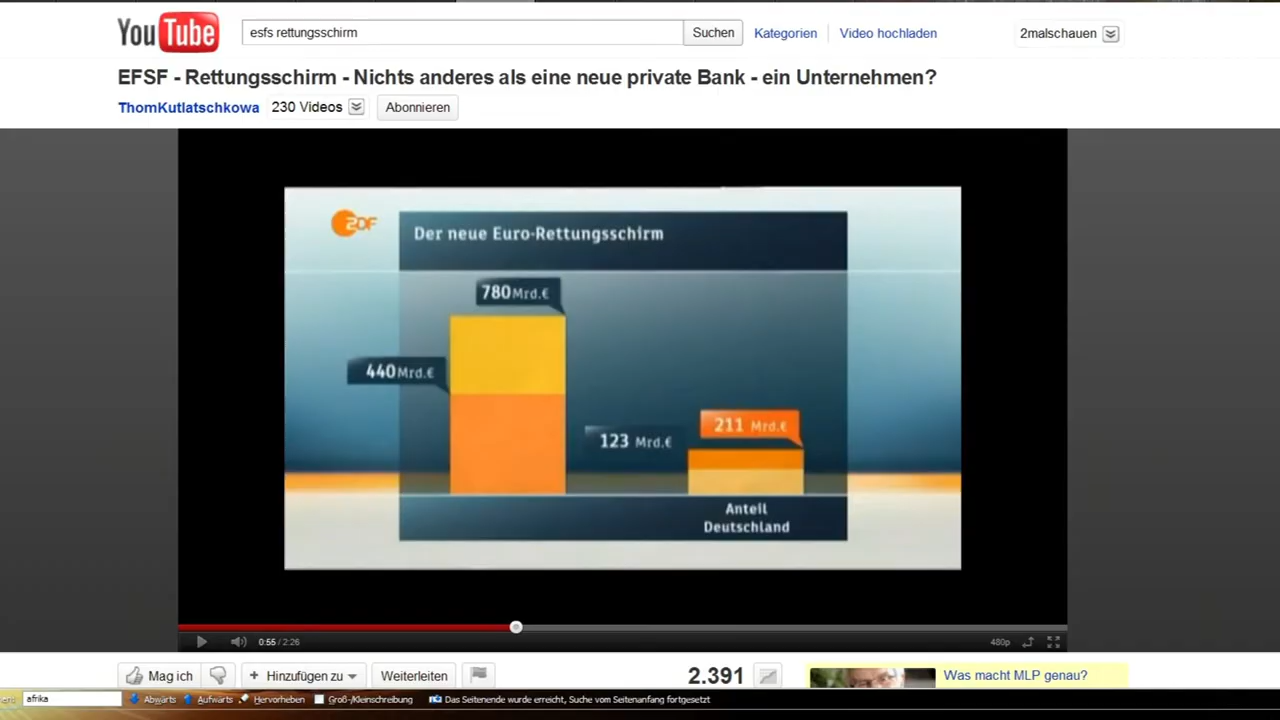 YouTube
esfs rettungsschirm
Suchen
Kategorien
Video hochladen
2malschauen
EFSF - Rettungsschirm - Nichts anderes als eine neue private Bank - ein Unternehmen?
ThomKutlatschkowa
230 Videos
Abonnieren
ZDF
Der neue Euro-Rettungsschirm
780 Mrd.€
440 Mrd.€
211 Mrd.€
123 Mrd.€
Anteil
Deutschland
0:55 / 2:26
480p
Mag ich
+ Hinzufügen zu
Weiterleiten
2.391
Was macht MLP genau?
afrika
Abwärts
Aufwärts
Hervorheben
Groß-/Kleinschreibung
Das Seitenende wurde erreicht, Suche vom Seitenanfang fortgesetzt